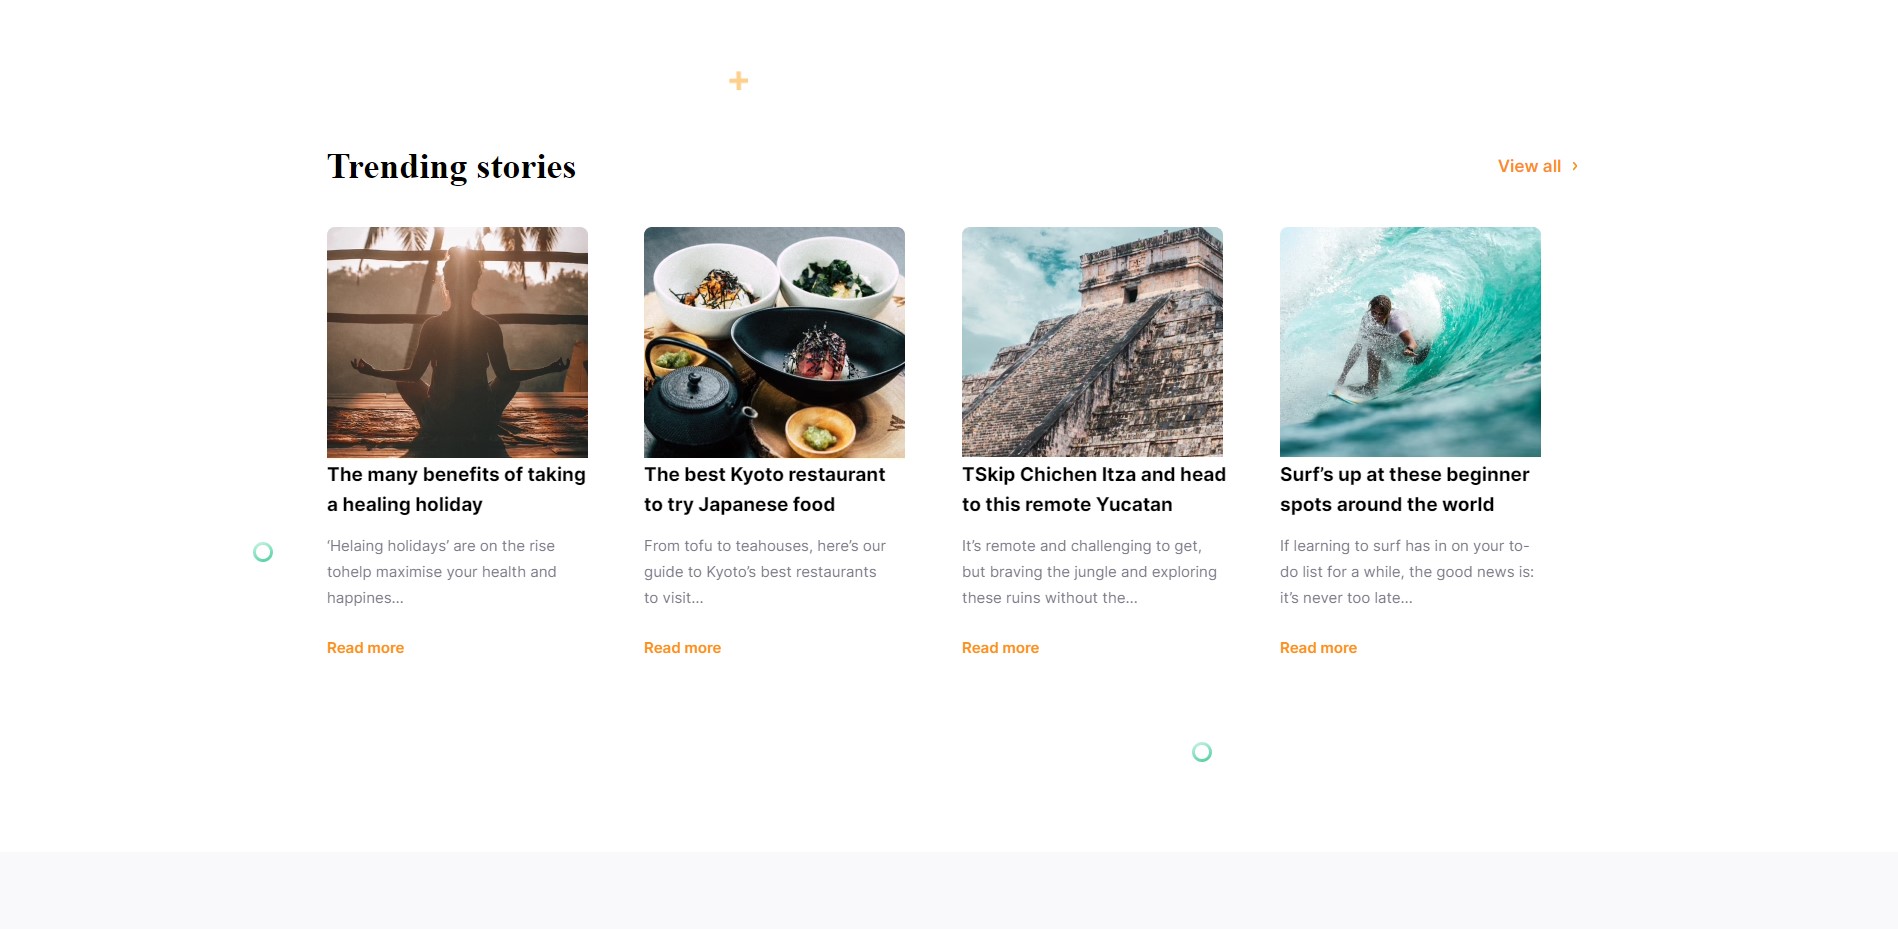 Trending stories
View all
The many benefits of taking
a healing holiday
‘Helaing holidays’ are on the rise
tohelp maximise your health and
happines...
Read more
The best Kyoto restaurant
to try Japanese food
From tofu to teahouses, here’s our
guide to Kyoto’s best restaurants
to visit...
Read more
TSkip Chichen Itza and head
to this remote Yucatan
It’s remote and challenging to get,
but braving the jungle and exploring
these ruins without the...
Read more
Surf’s up at these beginner
spots around the world
If learning to surf has in on your to-
do list for a while, the good news is:
it’s never too late...
Read more